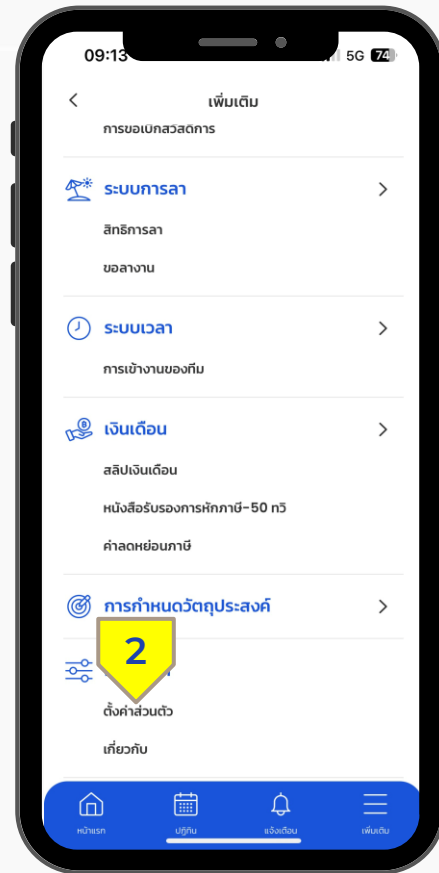 09:13
5G 74
เพิ่มเติม
การขอเบิกสวัสดิการ
ระบบการลา
สิทธิการลา
ขอลางาน
ระบบเวลา
การเข้างานของทีม
เงินเดือน
สลิปเงินเดือน
หนังสือรับรองการหักภาษี-50 ทวิ
ค่าลดหย่อนภาษี
การกำหนดวัตถุประสงค์
2
ตั้งค่าส่วนตัว
เกี่ยวกับ
หน้าแรก ปฏิทิน แจ้งเตือน เพิ่มเติม